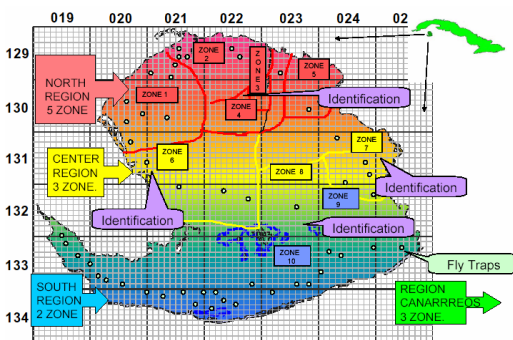 019 020 021 022 023 024 02
129
130
131
132
133
134
ZONE
2
Z
O
N
E
3
ZONE
5
NORTH
REGION
5 ZONE
ZONE 1
ZONE
4
Identification
CENTER
REGION
3 ZONE.
ZONE
6
ZONE
7
ZONE 8
Identification
ZONE
9
Identification
Identification
ZONE
10
Fly Traps
SOUTH
REGION
2 ZONE
REGION
CANARRREOS
3 ZONE.